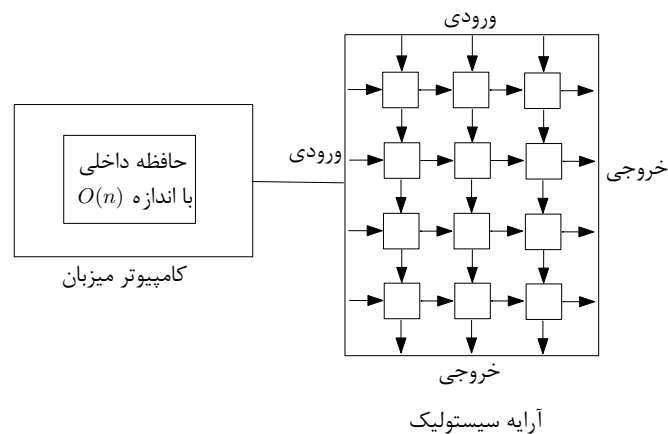 ورودی
ورودی
حافظه داخلی
با اندازه O(n)
خروجی
کامپیوتر میزبان
خروجی
آرایه سیستولیک